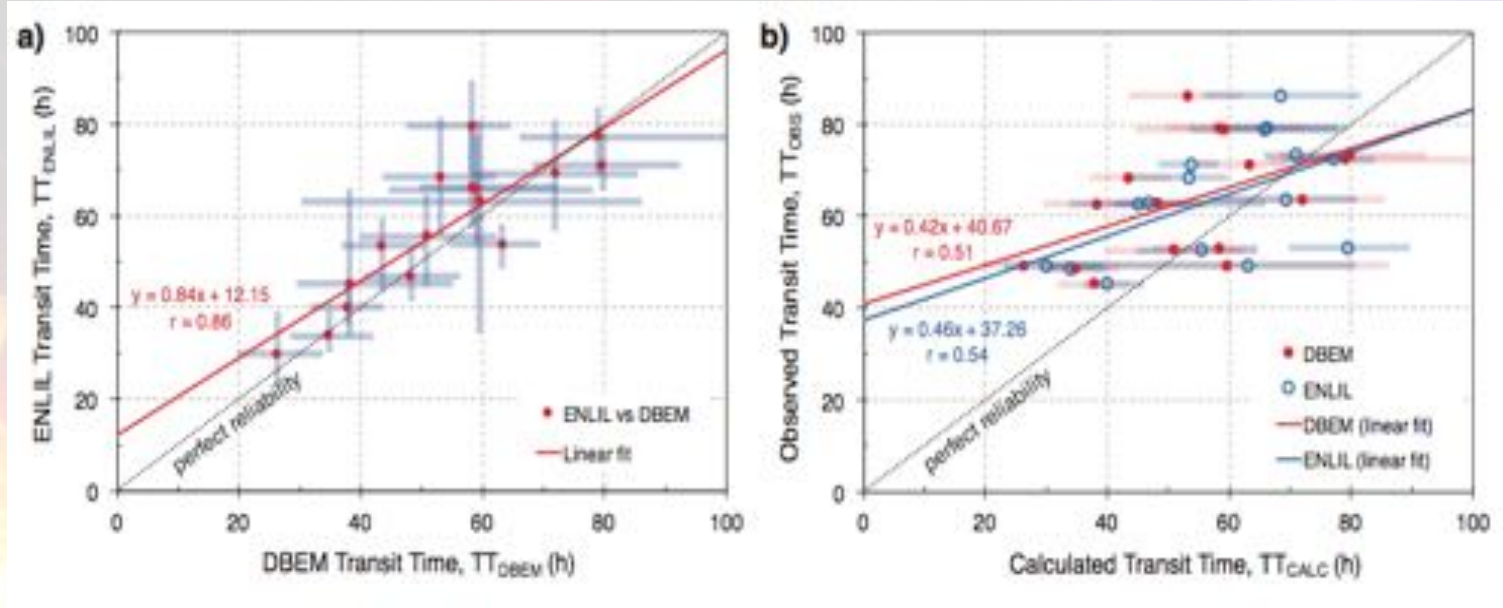 a)
100
80
60
40
20
0
ENLIL Transit Time, TT_ENLIL (h)
y = 0.84x + 12.15
r = 0.86
perfect reliability
ENLIL vs DBEM
Linear fit
0 20 40 60 80 100
DBEM Transit Time, TT_DBEM (h)
b)
100
80
60
40
20
0
Observed Transit Time, TT_OBS (h)
y = 0.42x + 40.67
r = 0.51
y = 0.46x + 37.26
r = 0.54
perfect reliability
DBEM
ENLIL
DBEM (linear fit)
ENLIL (linear fit)
0 20 40 60 80 100
Calculated Transit Time, TT_CALC (h)